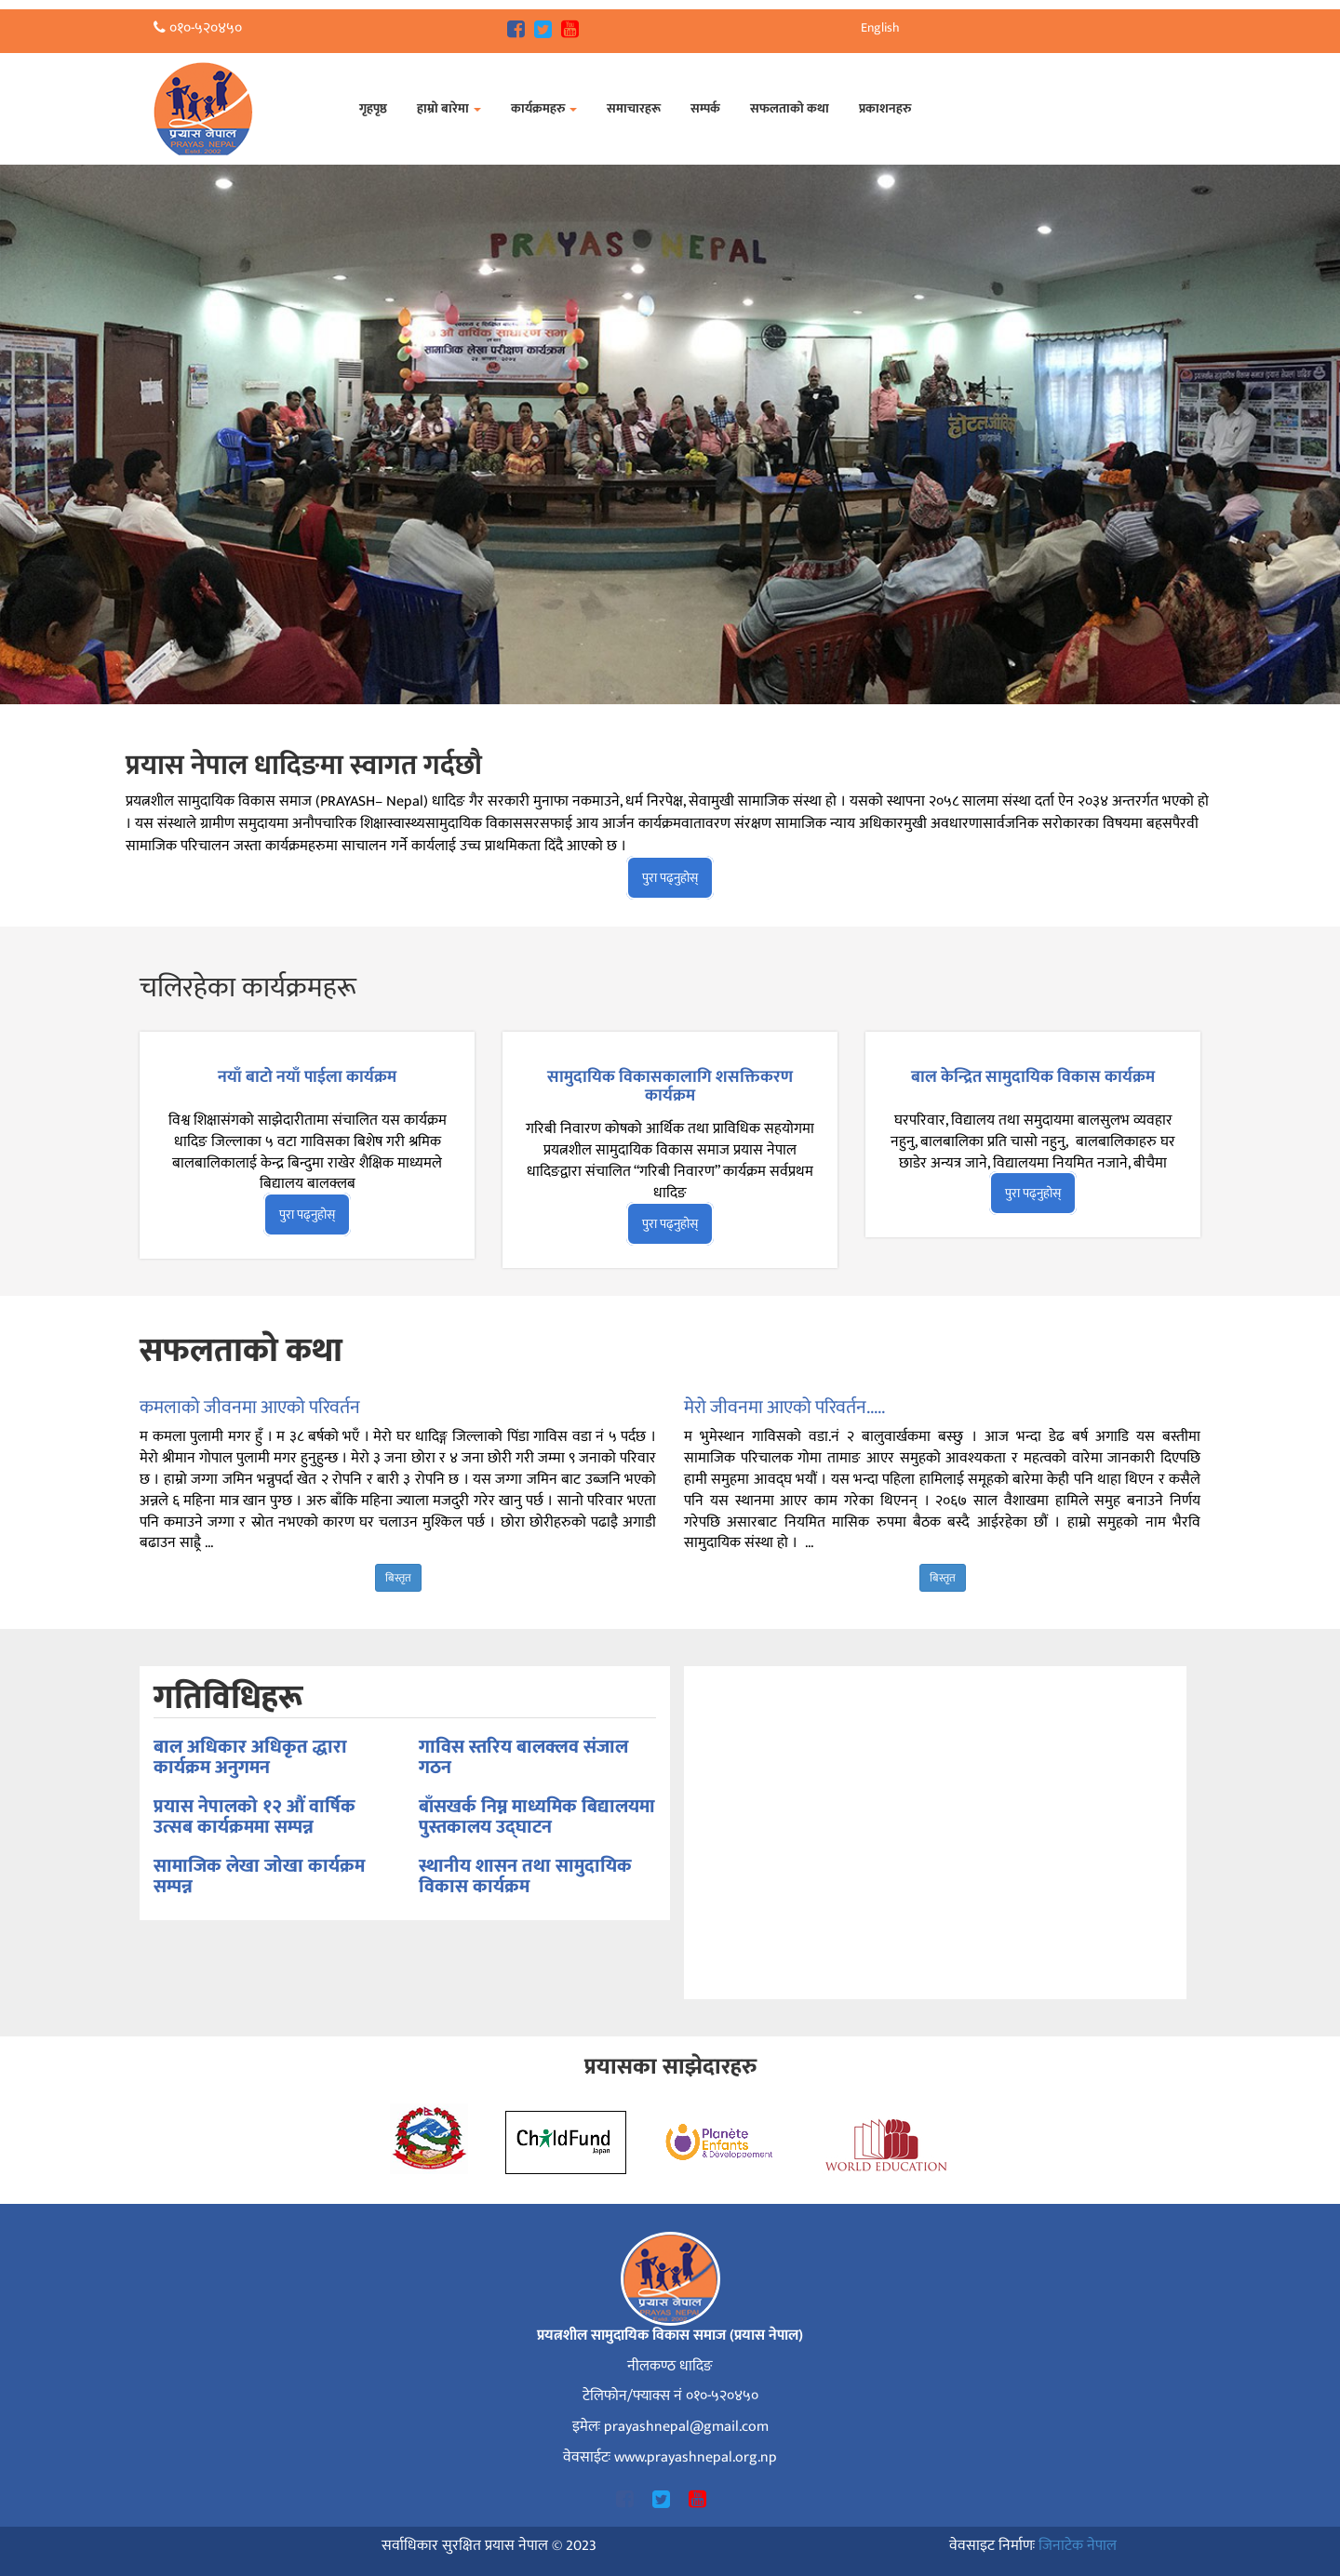 ०१०-५२०४५०
English
प्रयास नेपाल
PRAYAS NEPAL
Estd. 2002
गृहपृष्ठ
हाम्रो बारेमा
कार्यक्रमहरु
समाचारहरू
सम्पर्क
सफलताको कथा
प्रकाशनहरु
PRAYAS NEPAL
सामाजिक लेखा परीक्षण कार्यक्रम
प्रयास नेपाल धादिङमा स्वागत गर्दछौ
प्रयत्नशील सामुदायिक विकास समाज (PRAYASH– Nepal) धादिङ गैर सरकारी मुनाफा नकमाउने, धर्म निरपेक्ष, सेवामुखी सामाजिक संस्था हो । यसको स्थापना २०५८ सालमा संस्था दर्ता ऐन २०३४ अन्तर्गत भएको हो
। यस संस्थाले ग्रामीण समुदायमा अनौपचारिक शिक्षास्वास्थ्यसामुदायिक विकाससरसफाई आय आर्जन कार्यक्रमवातावरण संरक्षण सामाजिक न्याय अधिकारमुखी अवधारणासार्वजनिक सरोकारका विषयमा बहसपैरवी
सामाजिक परिचालन जस्ता कार्यक्रमहरुमा साचालन गर्ने कार्यलाई उच्च प्राथमिकता दिंदै आएको छ ।
पुरा पढ्नुहोस्
चलिरहेका कार्यक्रमहरू
नयाँ बाटो नयाँ पाईला कार्यक्रम
विश्व शिक्षासंगको साझेदारीतामा संचालित यस कार्यक्रम
धादिङ जिल्लाका ५ वटा गाविसका बिशेष गरी श्रमिक
बालबालिकालाई केन्द्र बिन्दुमा राखेर शैक्षिक माध्यमले
बिद्यालय बालक्लब
पुरा पढ्नुहोस्
सामुदायिक विकासकालागि शसक्तिकरण
कार्यक्रम
गरिबी निवारण कोषको आर्थिक तथा प्राविधिक सहयोगमा
प्रयत्नशील सामुदायिक विकास समाज प्रयास नेपाल
धादिङद्वारा संचालित “गरिबी निवारण” कार्यक्रम सर्वप्रथम
धादिङ
पुरा पढ्नुहोस्
बाल केन्द्रित सामुदायिक विकास कार्यक्रम
घरपरिवार, विद्यालय तथा समुदायमा बालसुलभ व्यवहार
नहुनु, बालबालिका प्रति चासो नहुनु, बालबालिकाहरु घर
छाडेर अन्यत्र जाने, विद्यालयमा नियमित नजाने, बीचैमा
पुरा पढ्नुहोस्
सफलताको कथा
कमलाको जीवनमा आएको परिवर्तन
म कमला पुलामी मगर हुँ । म ३८ बर्षको भएँ । मेरो घर धादिङ्ग जिल्लाको पिंडा गाविस वडा नं ५ पर्दछ ।
मेरो श्रीमान गोपाल पुलामी मगर हुनुहुन्छ । मेरो ३ जना छोरा र ४ जना छोरी गरी जम्मा ९ जनाको परिवार
छ । हाम्रो जग्गा जमिन भन्नुपर्दा खेत २ रोपनि र बारी ३ रोपनि छ । यस जग्गा जमिन बाट उब्जनि भएको
अन्नले ६ महिना मात्र खान पुग्छ । अरु बाँकि महिना ज्याला मजदुरी गरेर खानु पर्छ । सानो परिवार भएता
पनि कमाउने जग्गा र स्रोत नभएको कारण घर चलाउन मुश्किल पर्छ । छोरा छोरीहरुको पढाइै अगाडी
बढाउन साह्रै ...
बिस्तृत
मेरो जीवनमा आएको परिवर्तन.....
म भुमेस्थान गाविसको वडा.नं २ बालुवार्खकमा बस्छु । आज भन्दा डेढ बर्ष अगाडि यस बस्तीमा
सामाजिक परिचालक गोमा तामाङ आएर समुहको आवश्यकता र महत्वको वारेमा जानकारी दिएपछि
हामी समुहमा आवद्घ भयौं । यस भन्दा पहिला हामिलाई समूहको बारेमा केही पनि थाहा थिएन र कसैले
पनि यस स्थानमा आएर काम गरेका थिएनन् । २०६७ साल वैशाखमा हामिले समुह बनाउने निर्णय
गरेपछि असारबाट नियमित मासिक रुपमा बैठक बस्दै आईरहेका छौं । हाम्रो समुहको नाम भैरवि
सामुदायिक संस्था हो । ...
बिस्तृत
गतिविधिहरू
बाल अधिकार अधिकृत द्धारा
कार्यक्रम अनुगमन
गाविस स्तरिय बालक्लव संजाल
गठन
प्रयास नेपालको १२ औं वार्षिक
उत्सब कार्यक्रममा सम्पन्न
बाँसखर्क निम्न माध्यमिक बिद्यालयमा
पुस्तकालय उद्घाटन
सामाजिक लेखा जोखा कार्यक्रम
सम्पन्न
स्थानीय शासन तथा सामुदायिक
विकास कार्यक्रम
प्रयासका साझेदारहरु
ChildFund
Japan
Planète
Enfants
& Développement
WORLD EDUCATION
प्रयास नेपाल
PRAYAS NEPAL
Estd. 2002
प्रयत्नशील सामुदायिक विकास समाज (प्रयास नेपाल)
नीलकण्ठ धादिङ
टेलिफोन/फ्याक्स नं ०१०-५२०४५०
इमेलः prayashnepal@gmail.com
वेवसाईटः www.prayashnepal.org.np
सर्वाधिकार सुरक्षित प्रयास नेपाल © 2023
वेवसाइट निर्माणः जिनाटेक नेपाल